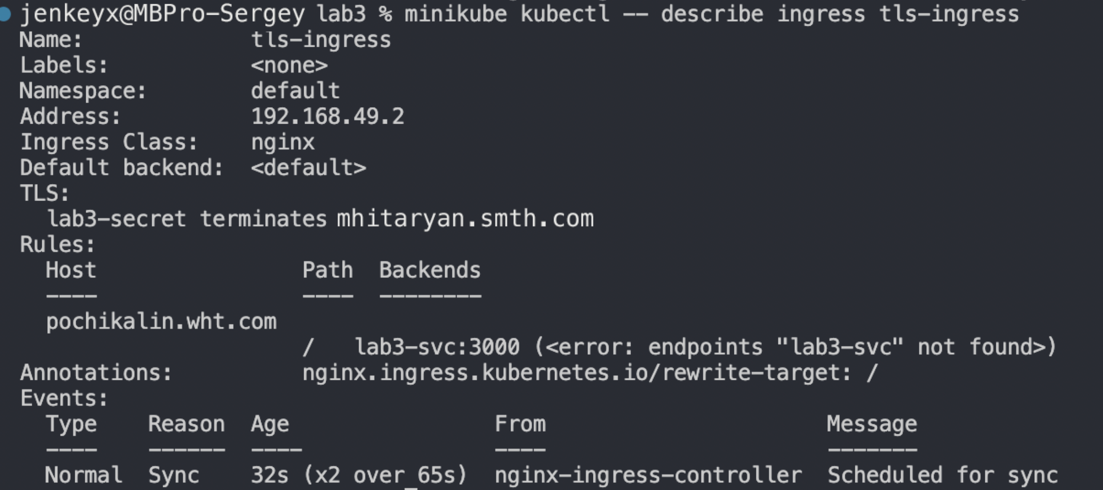 jenkeyx@MBPro-Sergey lab3 % minikube kubectl -- describe ingress tls-ingress
Name: tls-ingress
Labels: <none>
Namespace: default
Address: 192.168.49.2
Ingress Class: nginx
Default backend: <default>
TLS:
lab3-secret terminates mhitaryan.smth.com
Rules:
Host Path Backends
---- ---- --------
pochikalin.wht.com
/ lab3-svc:3000 (<error: endpoints "lab3-svc" not found>)
Annotations: nginx.ingress.kubernetes.io/rewrite-target: /
Events:
Type Reason Age From Message
---- ------ ---- ---- -------
Normal Sync 32s (x2 over 65s) nginx-ingress-controller Scheduled for sync